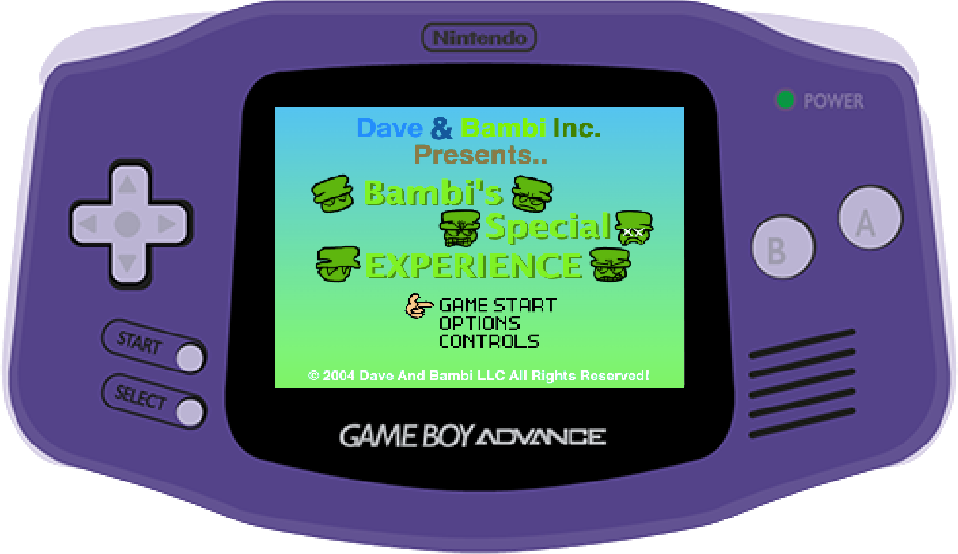 Nintendo
POWER
Dave & Bambi Inc.
Presents..
Bambi's
Special
EXPERIENCE
GAME START
OPTIONS
CONTROLS
© 2004 Dave And Bambi LLC All Rights Reserved!
B
A
START
SELECT
GAME BOY ADVANCE